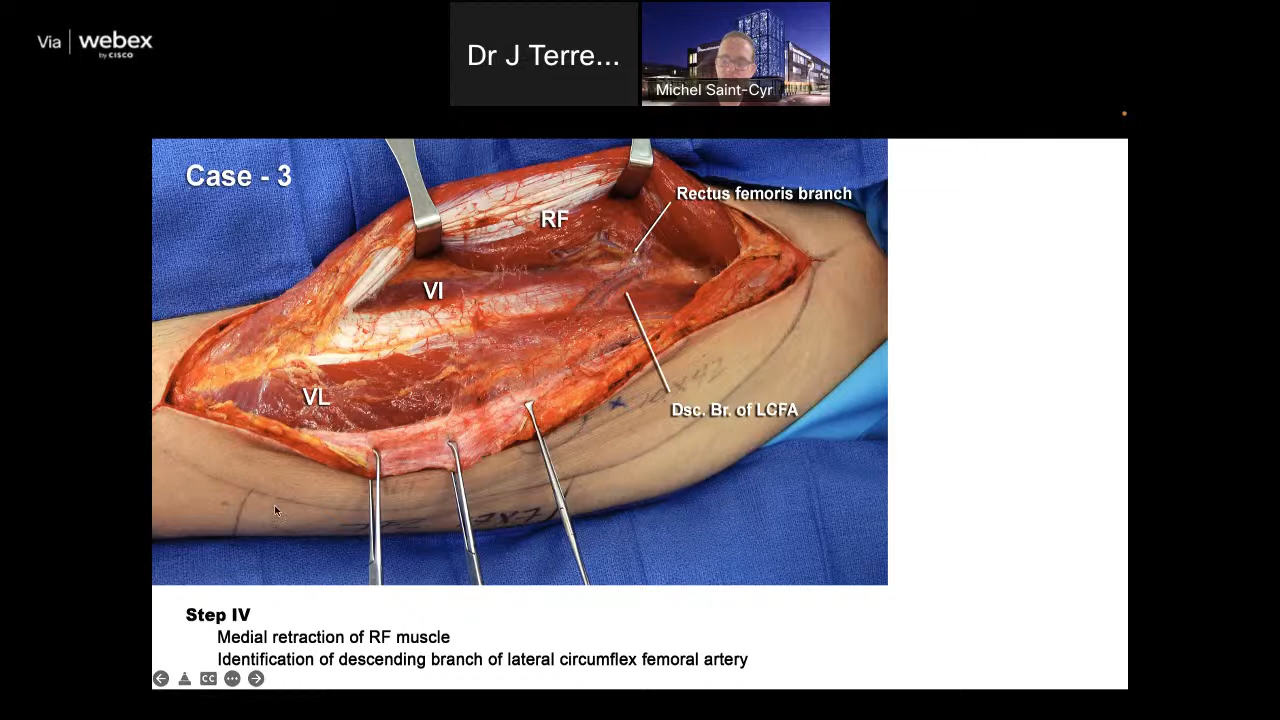 Via webex
by CISCO
Dr J Terre...
Michel Saint-Cyr
Case - 3
Rectus femoris branch
RF
VI
VL
Dsc. Br. of LCFA
Step IV
Medial retraction of RF muscle
Identification of descending branch of lateral circumflex femoral artery
CC